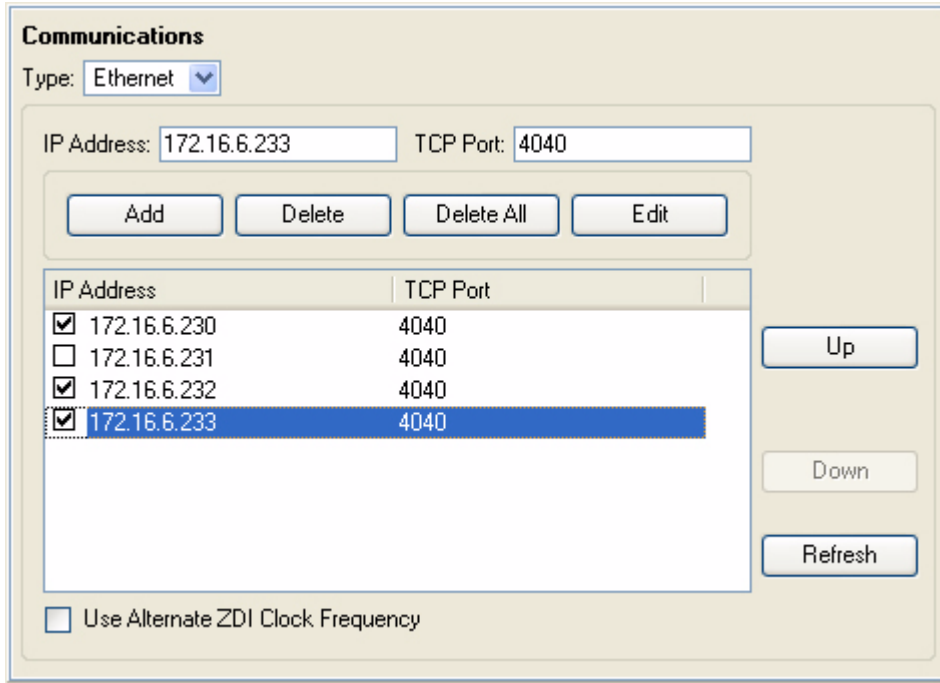 Communications
Type: Ethernet
IP Address: 172.16.6.233 TCP Port: 4040
Add Delete Delete All Edit
IP Address TCP Port
172.16.6.230 4040
172.16.6.231 4040
172.16.6.232 4040
172.16.6.233 4040
Up
Down
Refresh
Use Alternate ZDI Clock Frequency